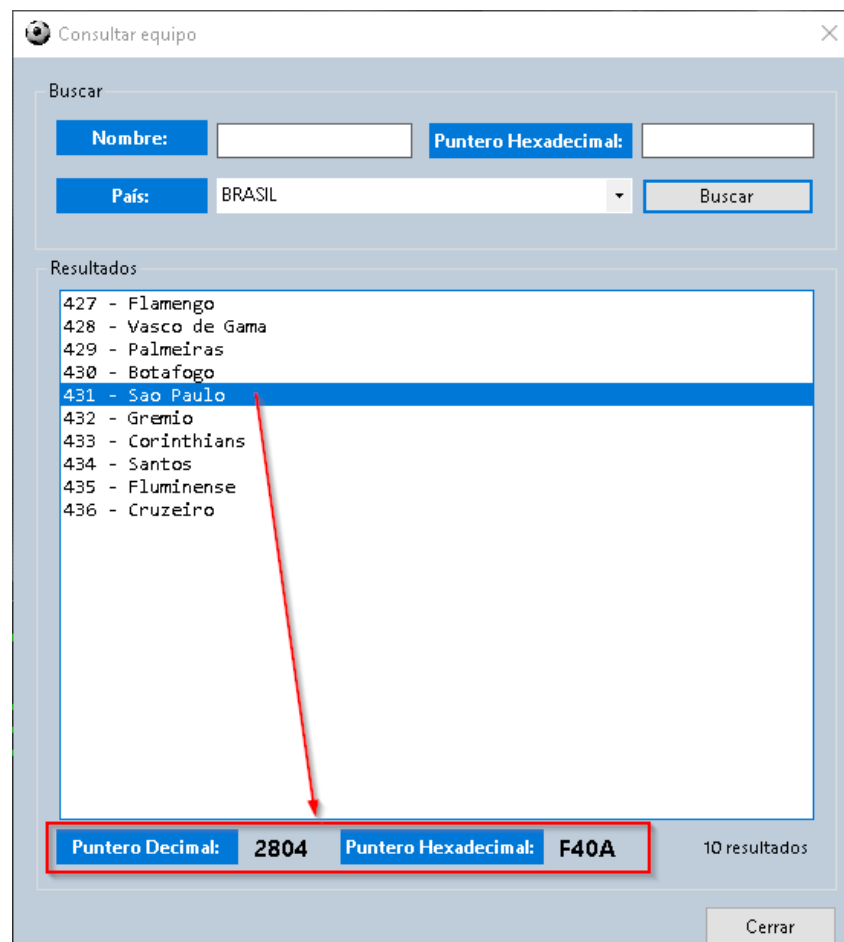 Consultar equipo
Buscar
Nombre: Puntero Hexadecimal:
País: BRASIL Buscar
Resultados
427 - Flamengo
428 - Vasco de Gama
429 - Palmeiras
430 - Botafogo
431 - Sao Paulo
432 - Gremio
433 - Corinthians
434 - Santos
435 - Fluminense
436 - Cruzeiro
Puntero Decimal: 2804 Puntero Hexadecimal: F40A 10 resultados
Cerrar